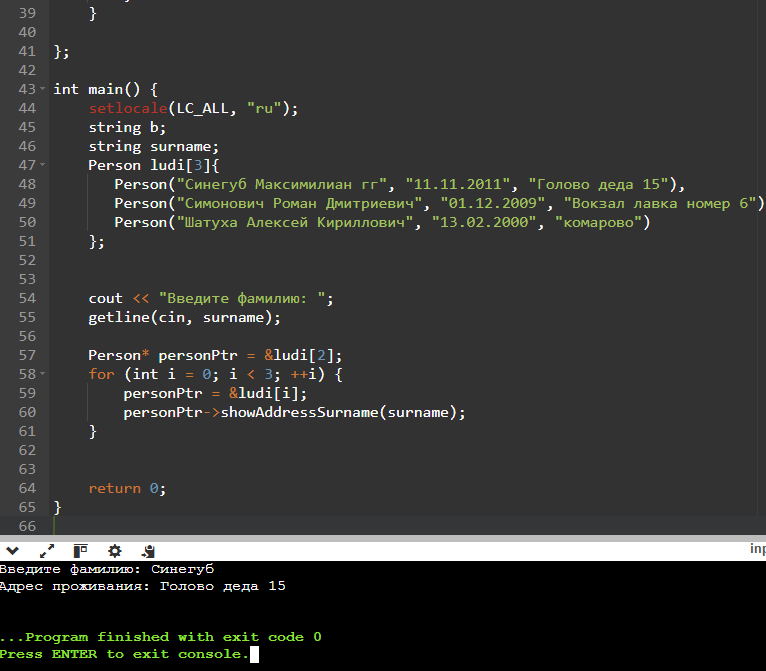 39 }
40
41 };
42
43 int main() {
44 setlocale(LC_ALL, "ru");
45 string b;
46 string surname;
47 Person ludi[3]{
48 Person("Синегуб Максимилиан гг", "11.11.2011", "Голово деда 15"),
49 Person("Симонович Роман Дмитриевич", "01.12.2009", "Вокзал лавка номер 6")
50 Person("Шатуха Алексей Кириллович", "13.02.2000", "комарово")
51 };
52
53
54 cout << "Введите фамилию: ";
55 getline(cin, surname);
56
57 Person* personPtr = &ludi[2];
58 for (int i = 0; i < 3; ++i) {
59 personPtr = &ludi[i];
60 personPtr->showAddressSurname(surname);
61 }
62
63
64 return 0;
65 }
66
inp
Введите фамилию: Синегуб
Адрес проживания: Голово деда 15
...Program finished with exit code 0
Press ENTER to exit console.